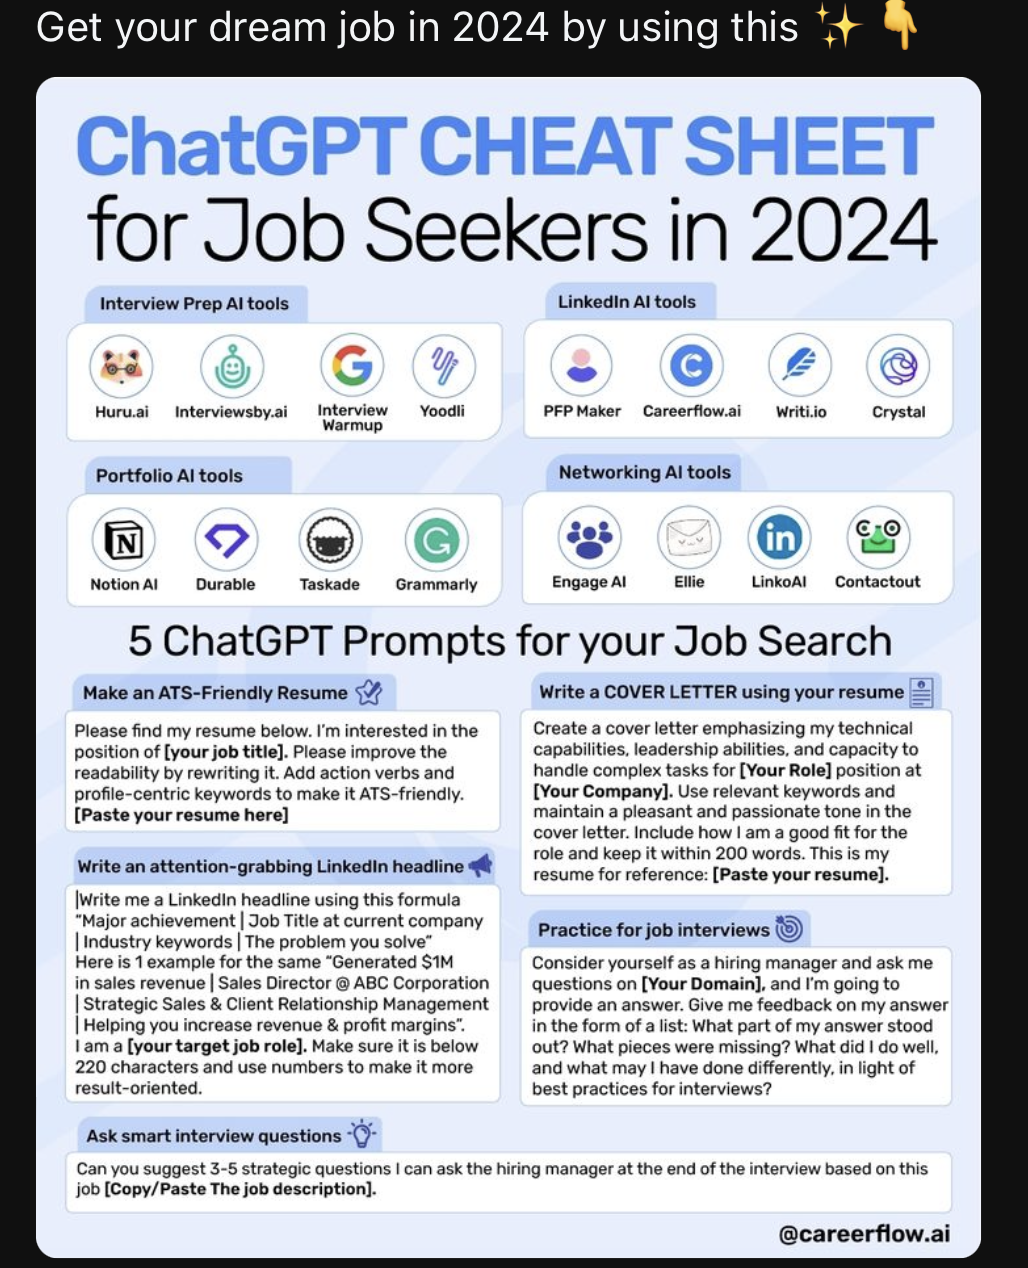 Get your dream job in 2024 by using this ✨ 👇
ChatGPT CHEAT SHEET
for Job Seekers in 2024
Interview Prep AI tools
Huru.ai
Interviewsby.ai
Interview
Warmup
Yoodli
LinkedIn AI tools
PFP Maker
Careerflow.ai
Writi.io
Crystal
Portfolio AI tools
Notion AI
Durable
Taskade
Grammarly
Networking AI tools
Engage AI
Ellie
LinkoAI
Contactout
5 ChatGPT Prompts for your Job Search
Make an ATS-Friendly Resume
Please find my resume below. I'm interested in the
position of [your job title]. Please improve the
readability by rewriting it. Add action verbs and
profile-centric keywords to make it ATS-friendly.
[Paste your resume here]
Write an attention-grabbing LinkedIn headline
|Write me a LinkedIn headline using this formula
"Major achievement | Job Title at current company
| Industry keywords | The problem you solve"
Here is 1 example for the same "Generated $1M
in sales revenue | Sales Director @ ABC Corporation
| Strategic Sales & Client Relationship Management
| Helping you increase revenue & profit margins".
I am a [your target job role]. Make sure it is below
220 characters and use numbers to make it more
result-oriented.
Write a COVER LETTER using your resume
Create a cover letter emphasizing my technical
capabilities, leadership abilities, and capacity to
handle complex tasks for [Your Role] position at
[Your Company]. Use relevant keywords and
maintain a pleasant and passionate tone in the
cover letter. Include how I am a good fit for the
role and keep it within 200 words. This is my
resume for reference: [Paste your resume].
Practice for job interviews
Consider yourself as a hiring manager and ask me
questions on [Your Domain], and I'm going to
provide an answer. Give me feedback on my answer
in the form of a list: What part of my answer stood
out? What pieces were missing? What did I do well,
and what may I have done differently, in light of
best practices for interviews?
Ask smart interview questions
Can you suggest 3-5 strategic questions I can ask the hiring manager at the end of the interview based on this
job [Copy/Paste The job description].
@careerflow.ai